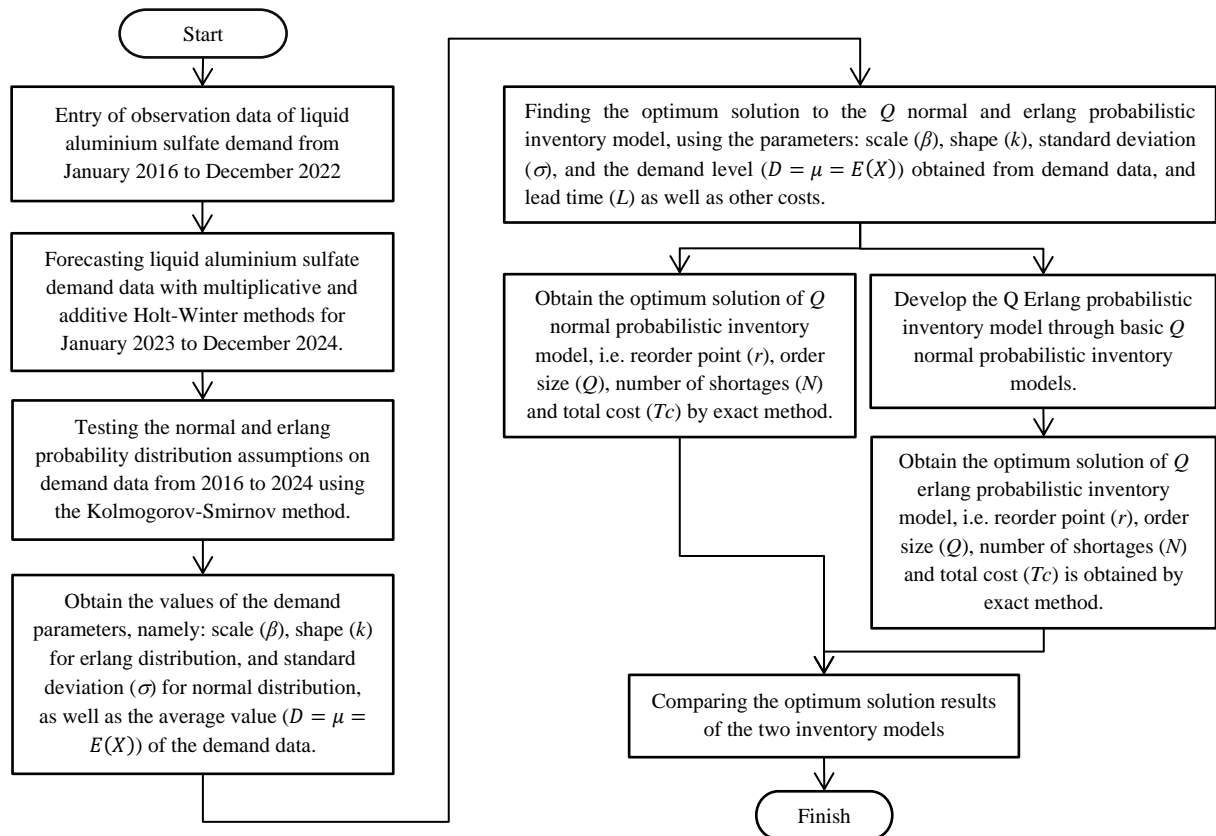 Start
Entry of observation data of liquid
aluminium sulfate demand from
January 2016 to December 2022
Forecasting liquid aluminium sulfate
demand data with multiplicative and
additive Holt-Winter methods for
January 2023 to December 2024.
Testing the normal and erlang
probability distribution assumptions on
demand data from 2016 to 2024 using
the Kolmogorov-Smirnov method.
Obtain the values of the demand
parameters, namely: scale (β), shape (k)
for erlang distribution, and standard
deviation (σ) for normal distribution,
as well as the average value (D = μ =
E(X)) of the demand data.
Finding the optimum solution to the Q normal and erlang probabilistic
inventory model, using the parameters: scale (β), shape (k), standard deviation
(σ), and the demand level (D = μ = E(X)) obtained from demand data, and
lead time (L) as well as other costs.
Obtain the optimum solution of Q
normal probabilistic inventory
model, i.e. reorder point (r), order
size (Q), number of shortages (N)
and total cost (Tc) by exact method.
Develop the Q Erlang probabilistic
inventory model through basic Q
normal probabilistic inventory
models.
Obtain the optimum solution of Q
erlang probabilistic inventory
model, i.e. reorder point (r), order
size (Q), number of shortages (N)
and total cost (Tc) is obtained by
exact method.
Comparing the optimum solution results
of the two inventory models
Finish